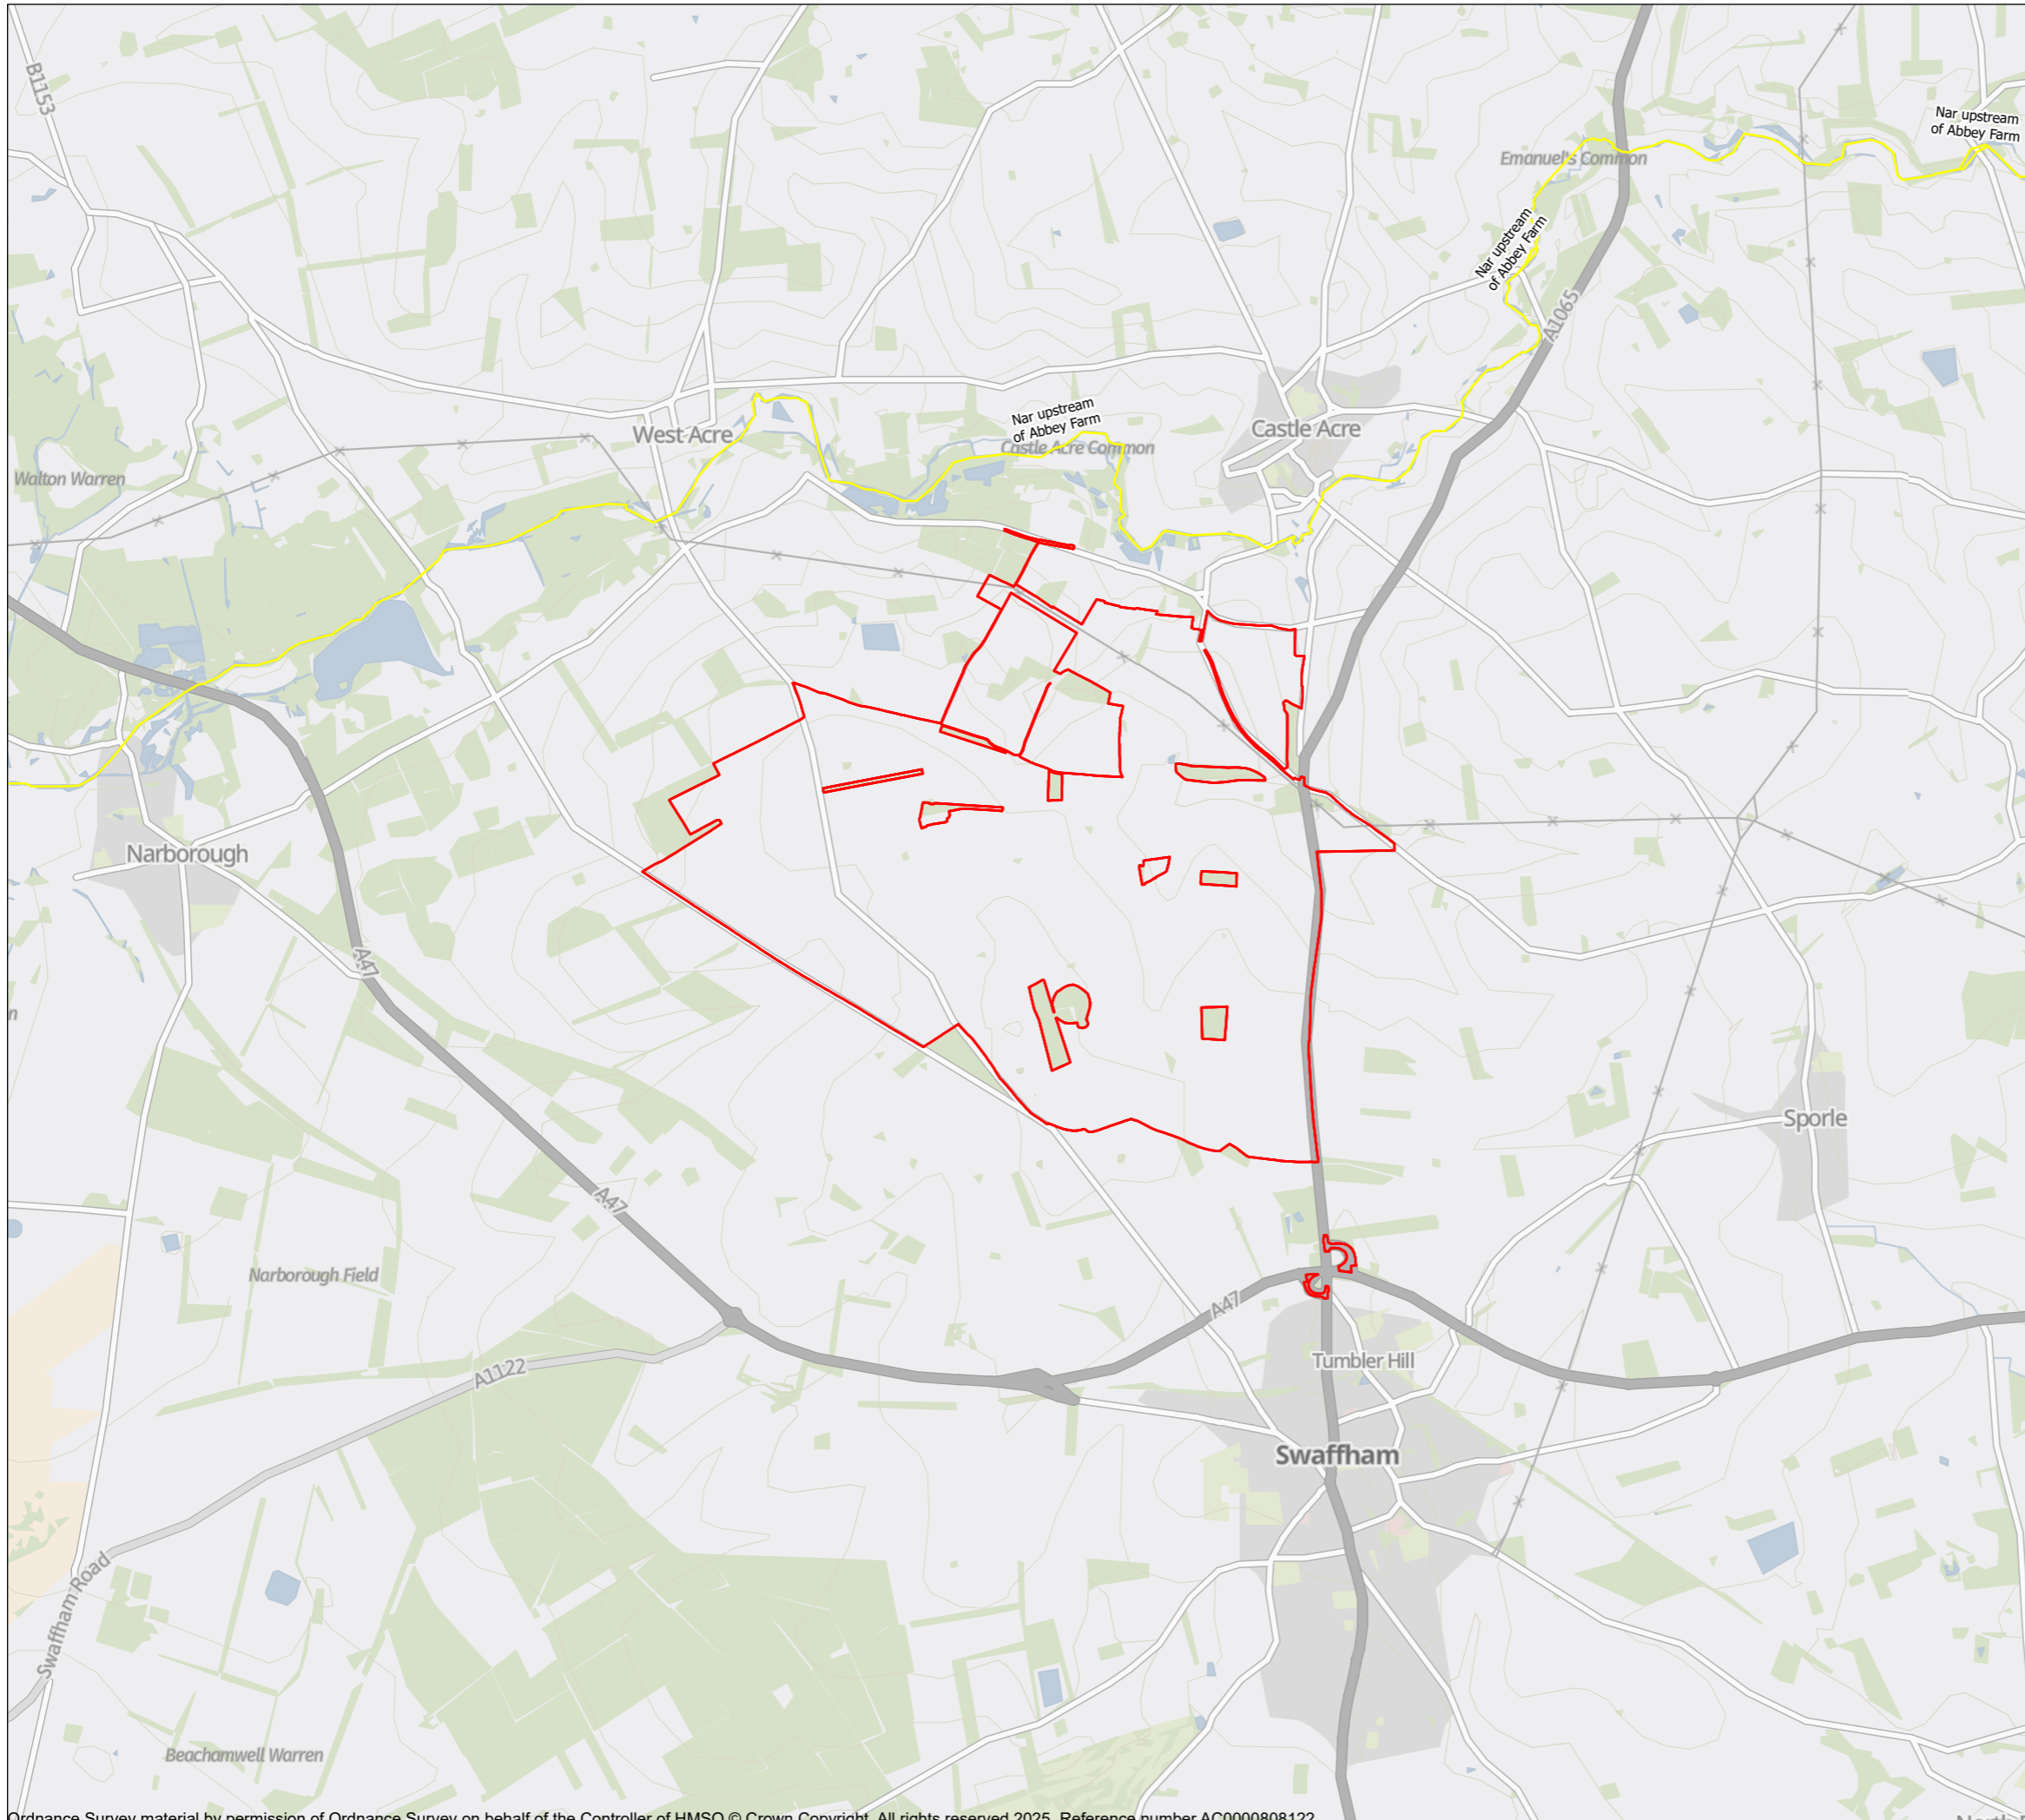 B1153
Nar upstream
of Abbey Farm
Emanuel's Common
Nar upstream
of Abbey Farm
A1065
Nar upstream
of Abbey Farm
West Acre
Castle Acre
Castle Acre Common
Walton Warren
Narborough
A47
Sporle
A47
Narborough Field
A47
Tumbler Hill
A1122
Swaffham
Swaffham Road
Beachamwell Warren
Ordnance Survey material by permission of Ordnance Survey on behalf of the Controller of HMSO © Crown Copyright. All rights reserved 2025. Reference number AC0000808122